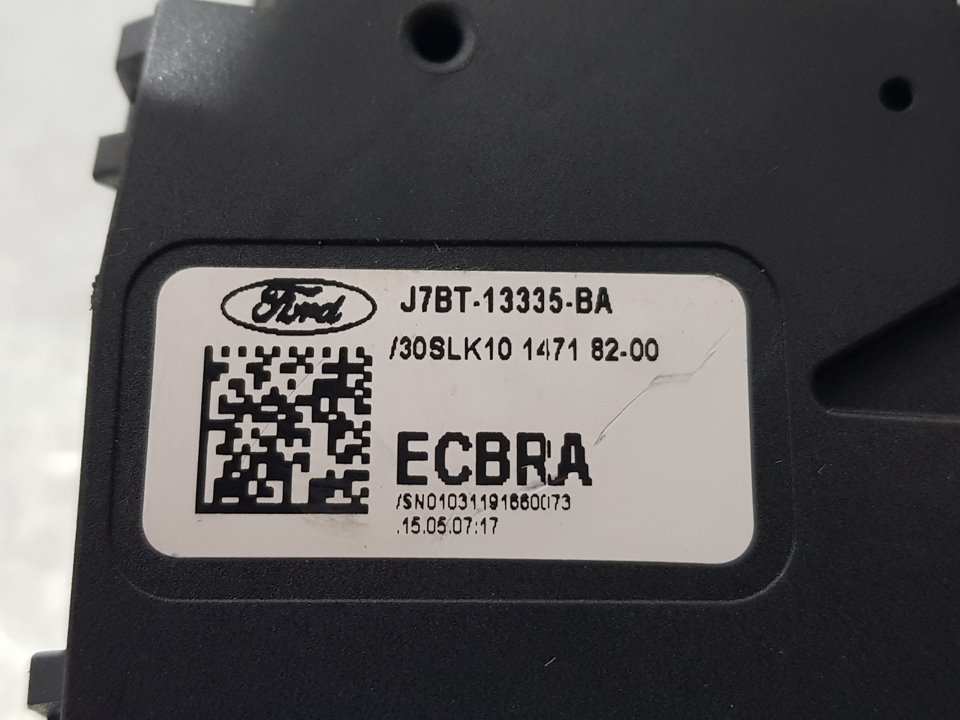 Ford
J7BT-13335-BA
/30SLK10 1471 82-00
ECBRA
/SN01031191660073
.15.05.07:17